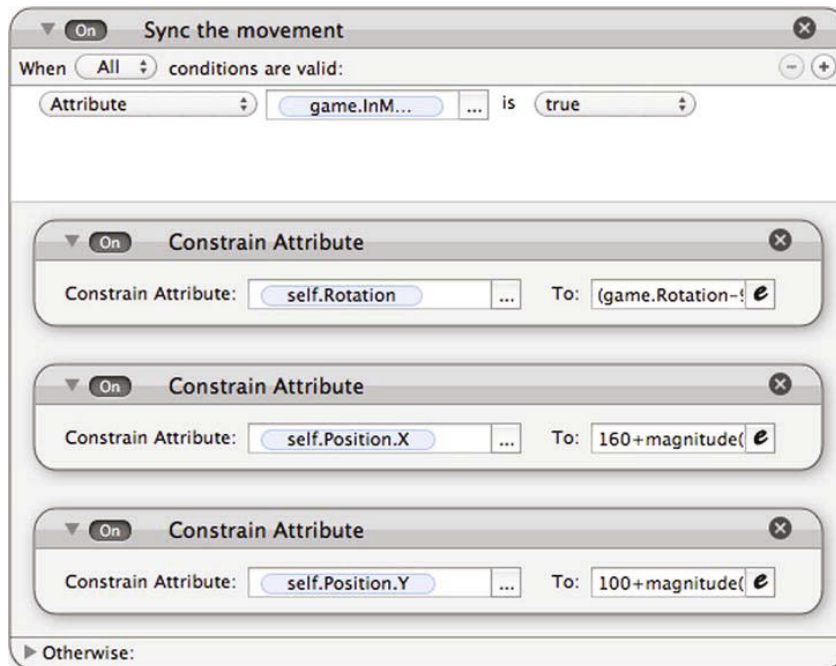 On Sync the movement
When All conditions are valid:
Attribute game.InM... ... is true
On Constrain Attribute
Constrain Attribute: self.Rotation ... To: (game.Rotation-9 e
On Constrain Attribute
Constrain Attribute: self.Position.X ... To: 160+magnitude( e
On Constrain Attribute
Constrain Attribute: self.Position.Y ... To: 100+magnitude( e
Otherwise: